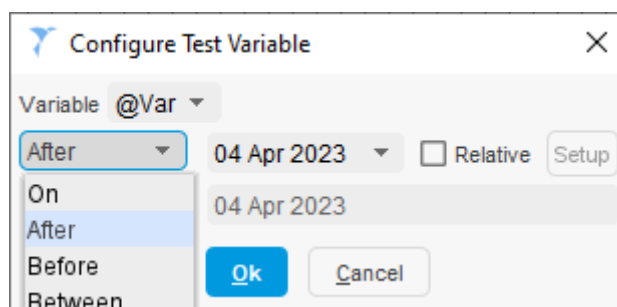 Configure Test Variable
Variable @Var
After 04 Apr 2023 Relative Setup
On
04 Apr 2023
After
Before
Ok Cancel
Between